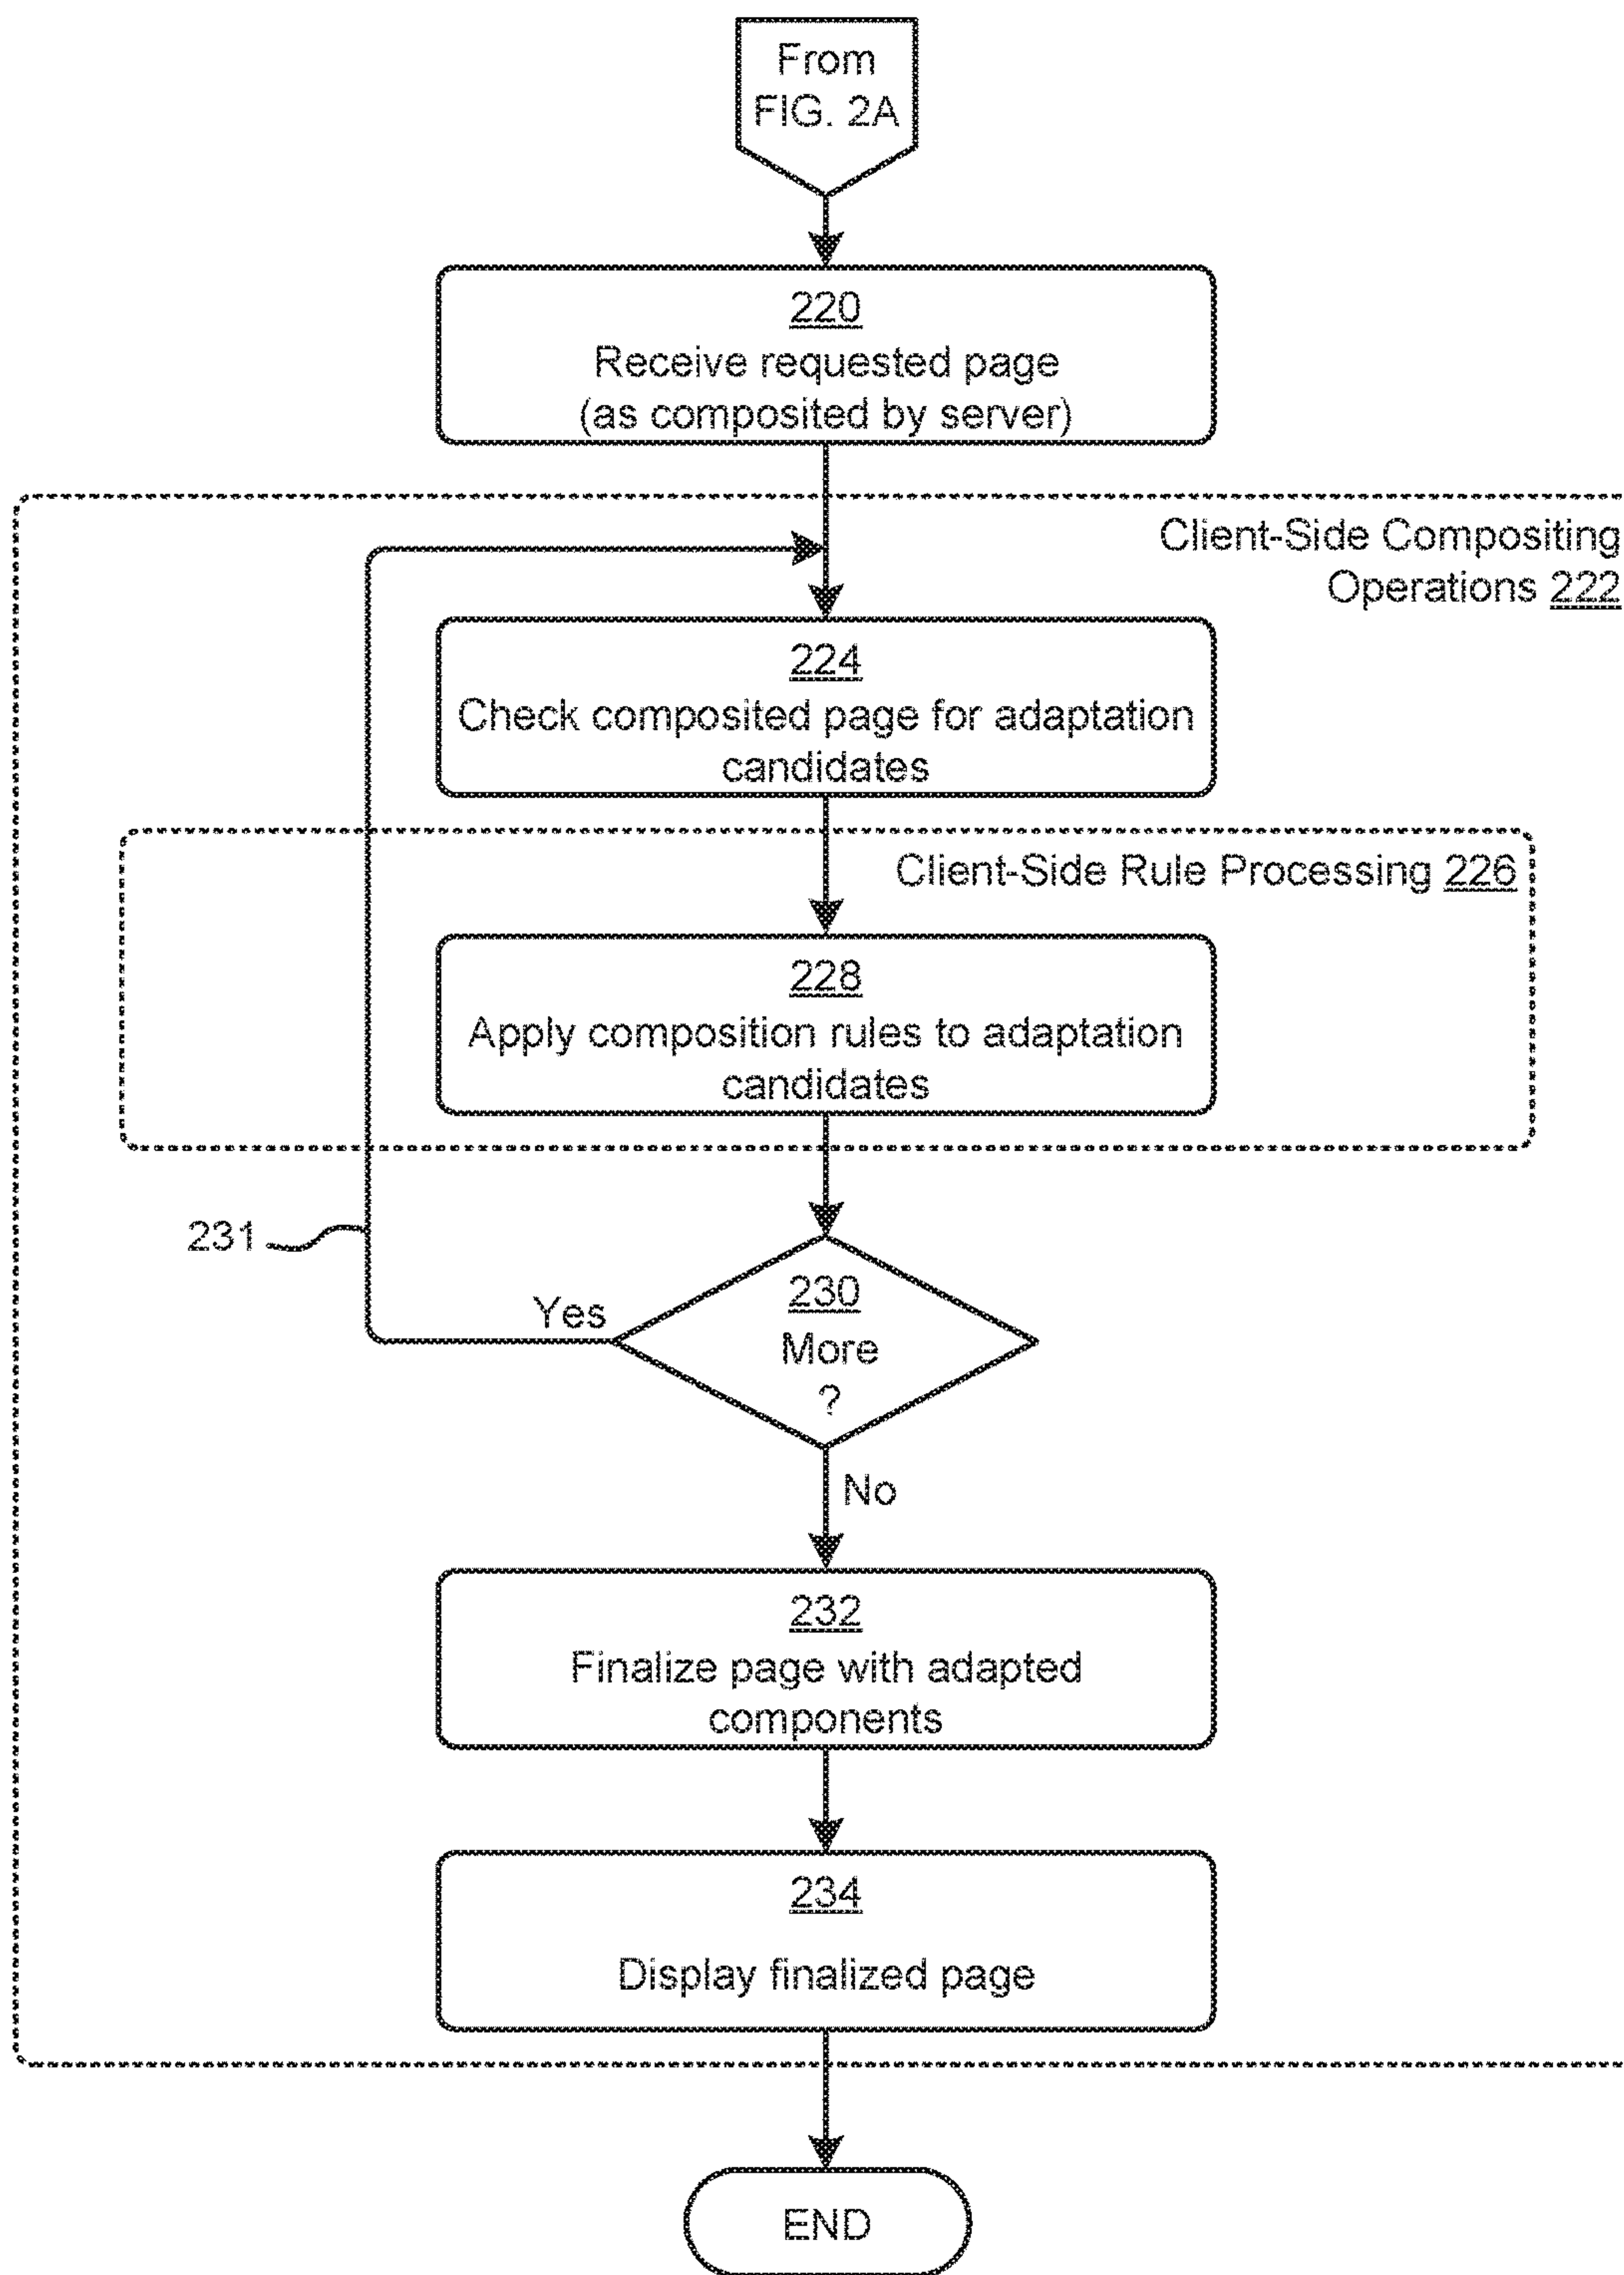 From
FIG. 2A
220
Receive requested page
(as composited by server)
Client-Side Compositing
Operations 222
224
Check composited page for adaptation
candidates
Client-Side Rule Processing 226
228
Apply composition rules to adaptation
candidates
231
Yes
230
More
?
No
232
Finalize page with adapted
components
234
Display finalized page
END